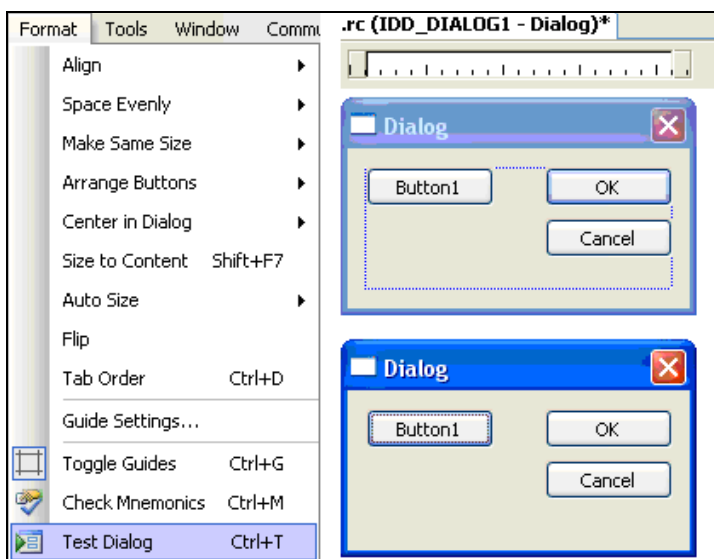 Format Tools Window Commu
Align
Space Evenly
Make Same Size
Arrange Buttons
Center in Dialog
Size to Content Shift+F7
Auto Size
Flip
Tab Order Ctrl+D
Guide Settings...
Toggle Guides Ctrl+G
Check Mnemonics Ctrl+M
Test Dialog Ctrl+T
.rc (IDD_DIALOG1 - Dialog)*
Dialog
Button1 OK
Cancel
Dialog
Button1 OK
Cancel